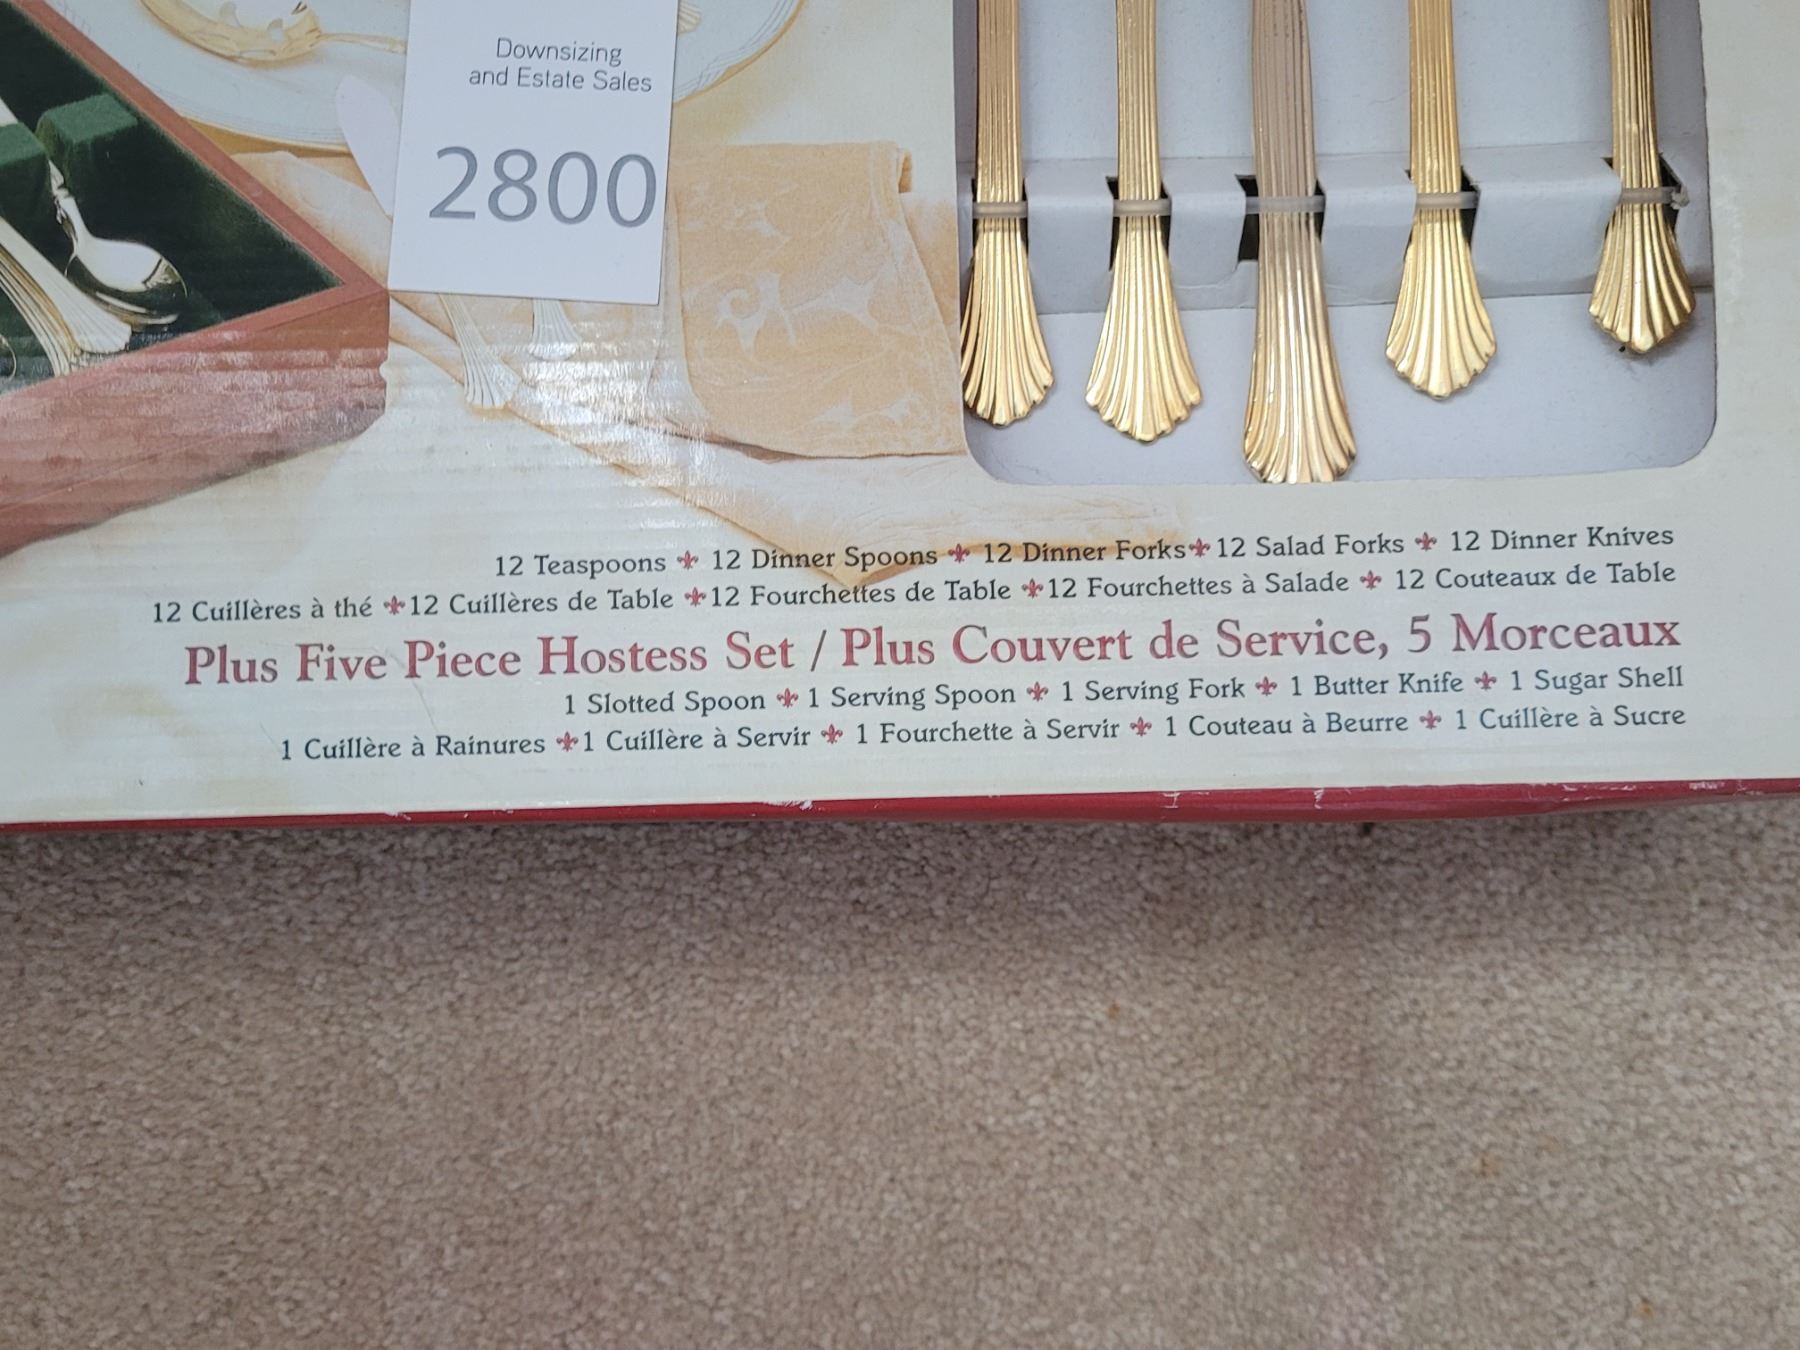 Downsizing
and Estate Sales
2800
12 Teaspoons ⚜ 12 Dinner Spoons ⚜ 12 Dinner Forks ⚜ 12 Salad Forks ⚜ 12 Dinner Knives
12 Cuillères à thé ⚜ 12 Cuillères de Table ⚜ 12 Fourchettes de Table ⚜ 12 Fourchettes à Salade ⚜ 12 Couteaux de Table
Plus Five Piece Hostess Set / Plus Couvert de Service, 5 Morceaux
1 Slotted Spoon ⚜ 1 Serving Spoon ⚜ 1 Serving Fork ⚜ 1 Butter Knife ⚜ 1 Sugar Shell
1 Cuillère à Rainures ⚜ 1 Cuillère à Servir ⚜ 1 Fourchette à Servir ⚜ 1 Couteau à Beurre ⚜ 1 Cuillère à Sucre